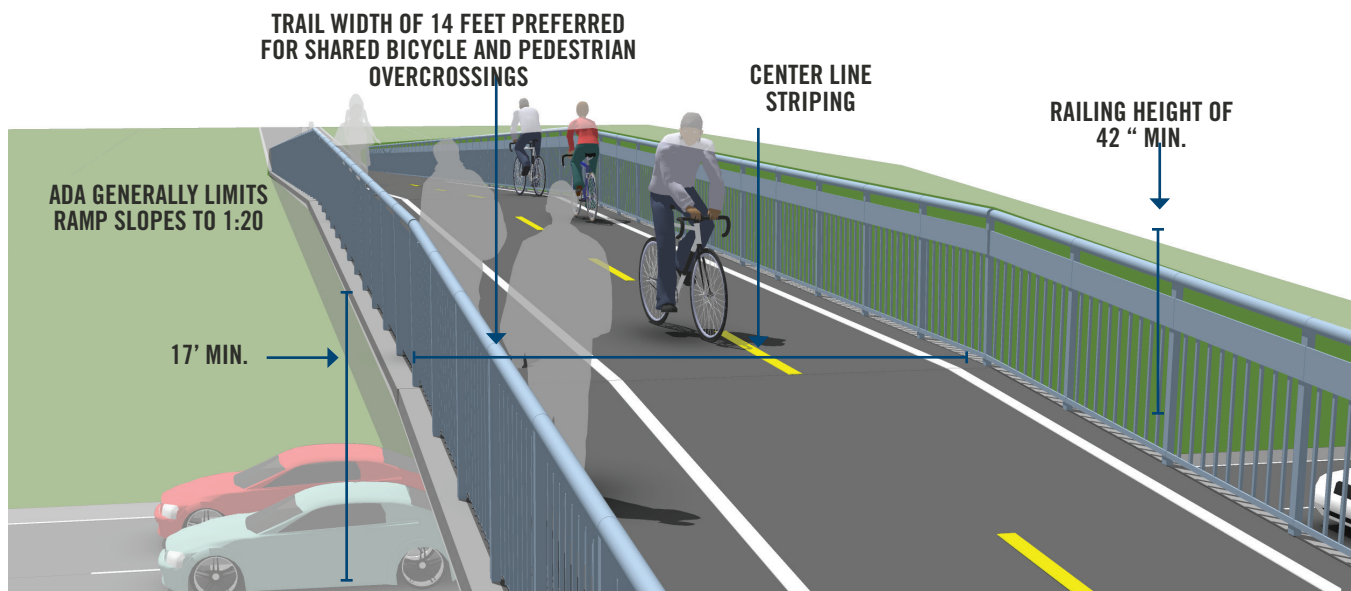 TRAIL WIDTH OF 14 FEET PREFERRED
FOR SHARED BICYCLE AND PEDESTRIAN
OVERCROSSINGS
CENTER LINE
STRIPING
RAILING HEIGHT OF
42 “ MIN.
ADA GENERALLY LIMITS
RAMP SLOPES TO 1:20
17’ MIN.